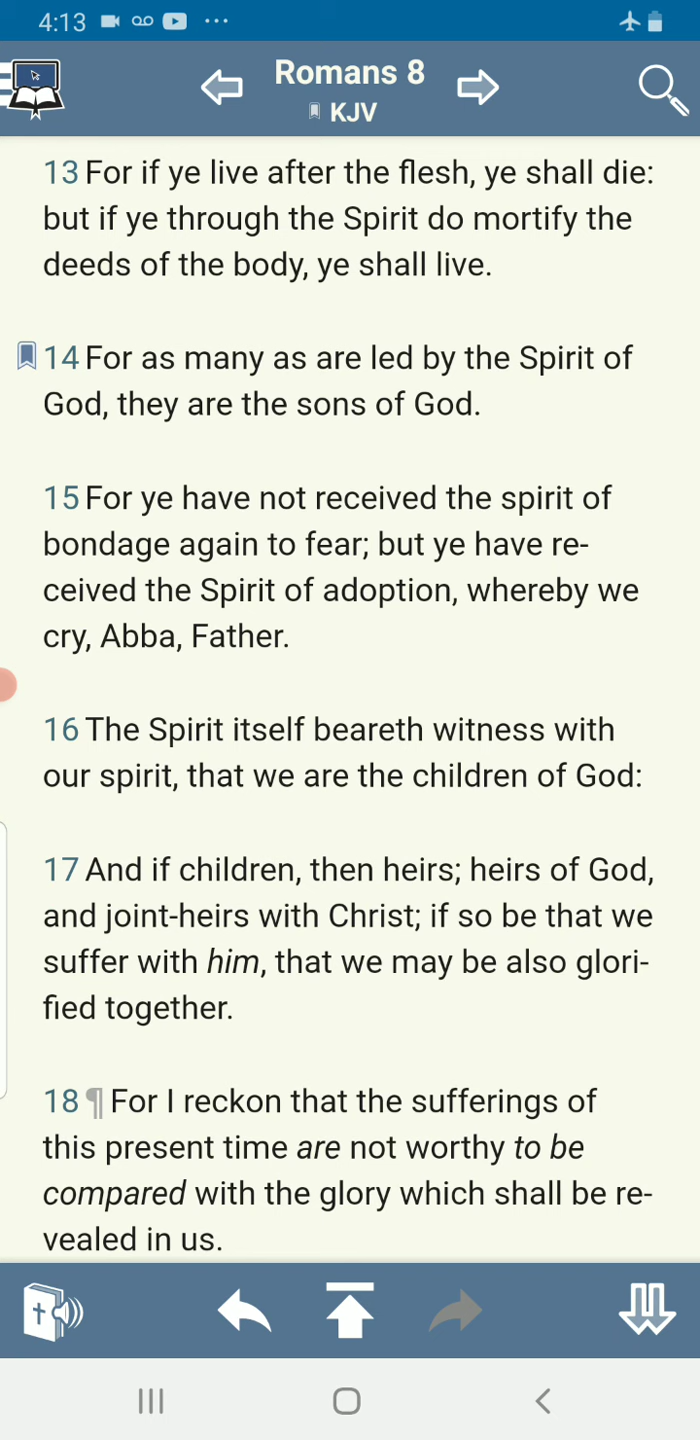 4:13
Romans 8
KJV
13 For if ye live after the flesh, ye shall die:
but if ye through the Spirit do mortify the
deeds of the body, ye shall live.
14 For as many as are led by the Spirit of
God, they are the sons of God.
15 For ye have not received the spirit of
bondage again to fear; but ye have re-
ceived the Spirit of adoption, whereby we
cry, Abba, Father.
16 The Spirit itself beareth witness with
our spirit, that we are the children of God:
17 And if children, then heirs; heirs of God,
and joint-heirs with Christ; if so be that we
suffer with him, that we may be also glori-
fied together.
18 ¶ For I reckon that the sufferings of
this present time are not worthy to be
compared with the glory which shall be re-
vealed in us.